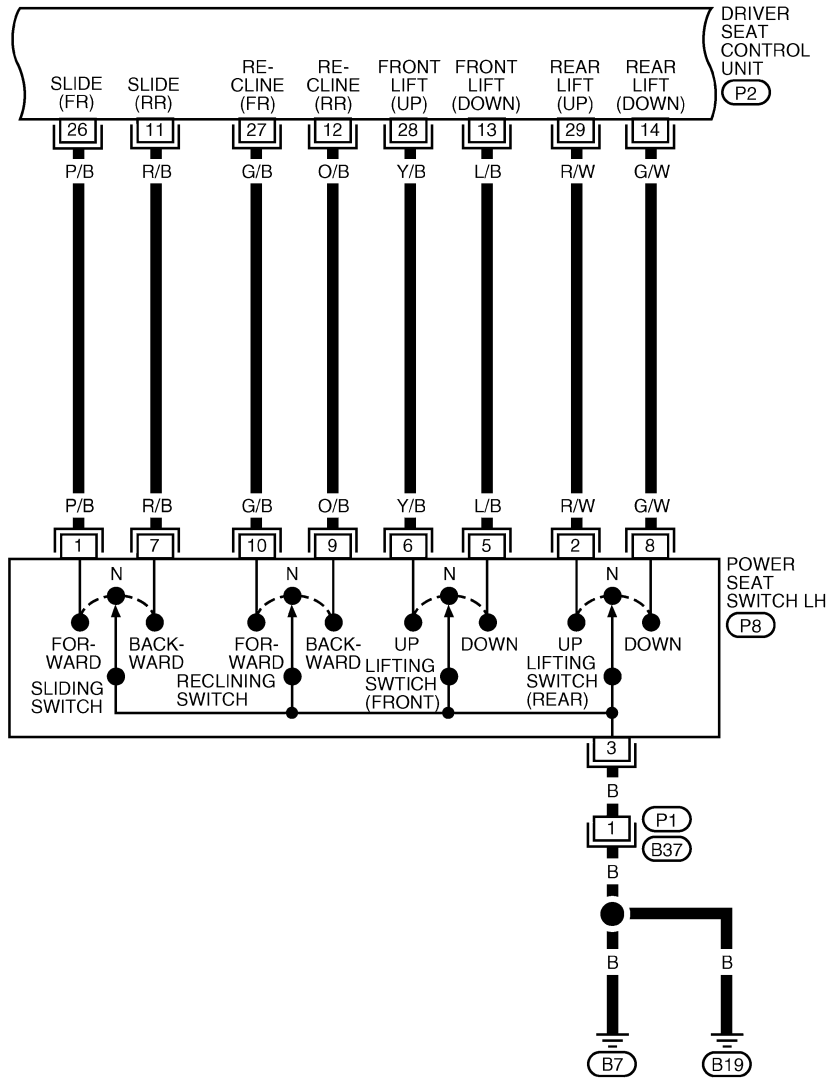 DRIVER
SEAT
CONTROL
UNIT
P2
SLIDE
(FR)
SLIDE
(RR)
RE-
CLINE
(FR)
RE-
CLINE
(RR)
FRONT
LIFT
(UP)
FRONT
LIFT
(DOWN)
REAR
LIFT
(UP)
REAR
LIFT
(DOWN)
26 11 27 12 28 13 29 14
P/B R/B G/B O/B Y/B L/B R/W G/W
P/B R/B G/B O/B Y/B L/B R/W G/W
1 7 10 9 6 5 2 8
POWER
SEAT
SWITCH LH
P8
N N N N
FOR-
WARD
BACK-
WARD
FOR-
WARD
BACK-
WARD
UP
DOWN
UP
DOWN
SLIDING
SWITCH
RECLINING
SWITCH
LIFTING
SWTICH
(FRONT)
LIFTING
SWITCH
(REAR)
3
B
1
P1
B37
B
B B
B7 B19